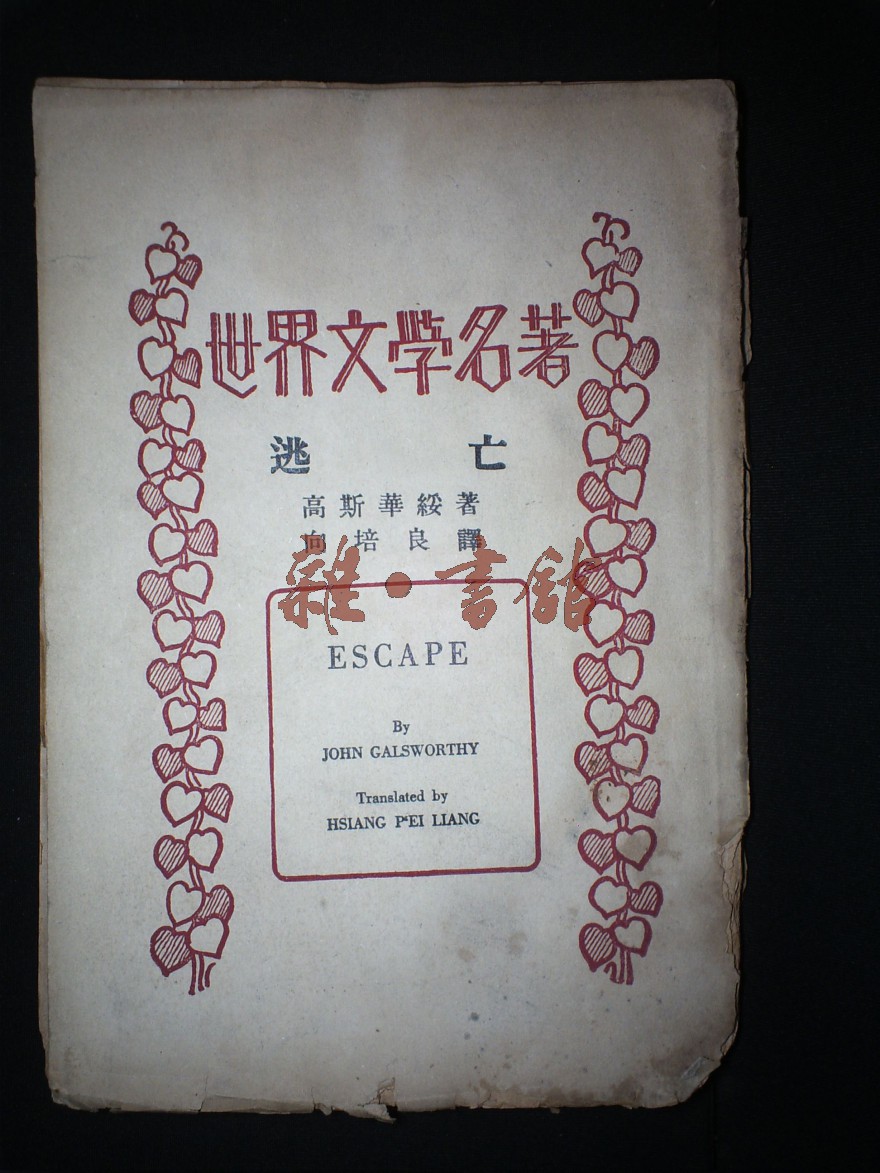 世界文學名著
逃亡
高斯華綏著
向培良譯
雜·書舘
ESCAPE
By
JOHN GALSWORTHY
Translated by
HSIANG P‘EI LIANG